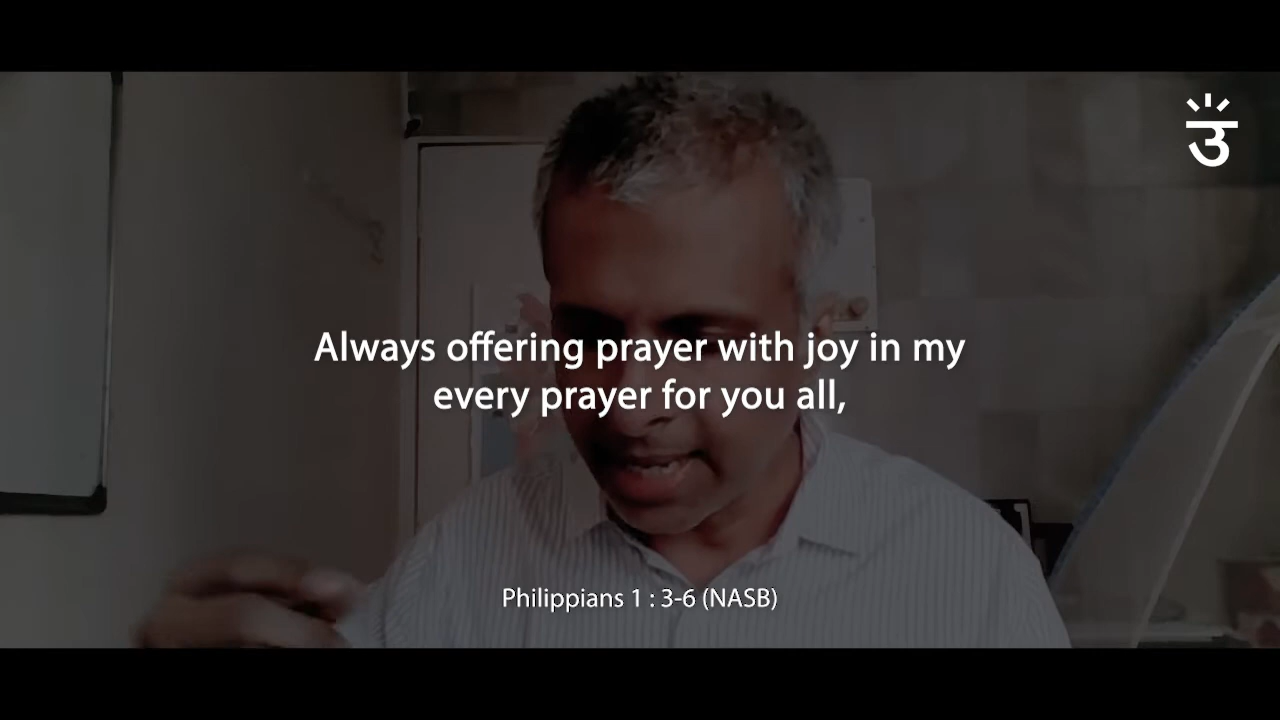 उ
Always offering prayer with joy in my
every prayer for you all,
Philippians 1 : 3-6 (NASB)